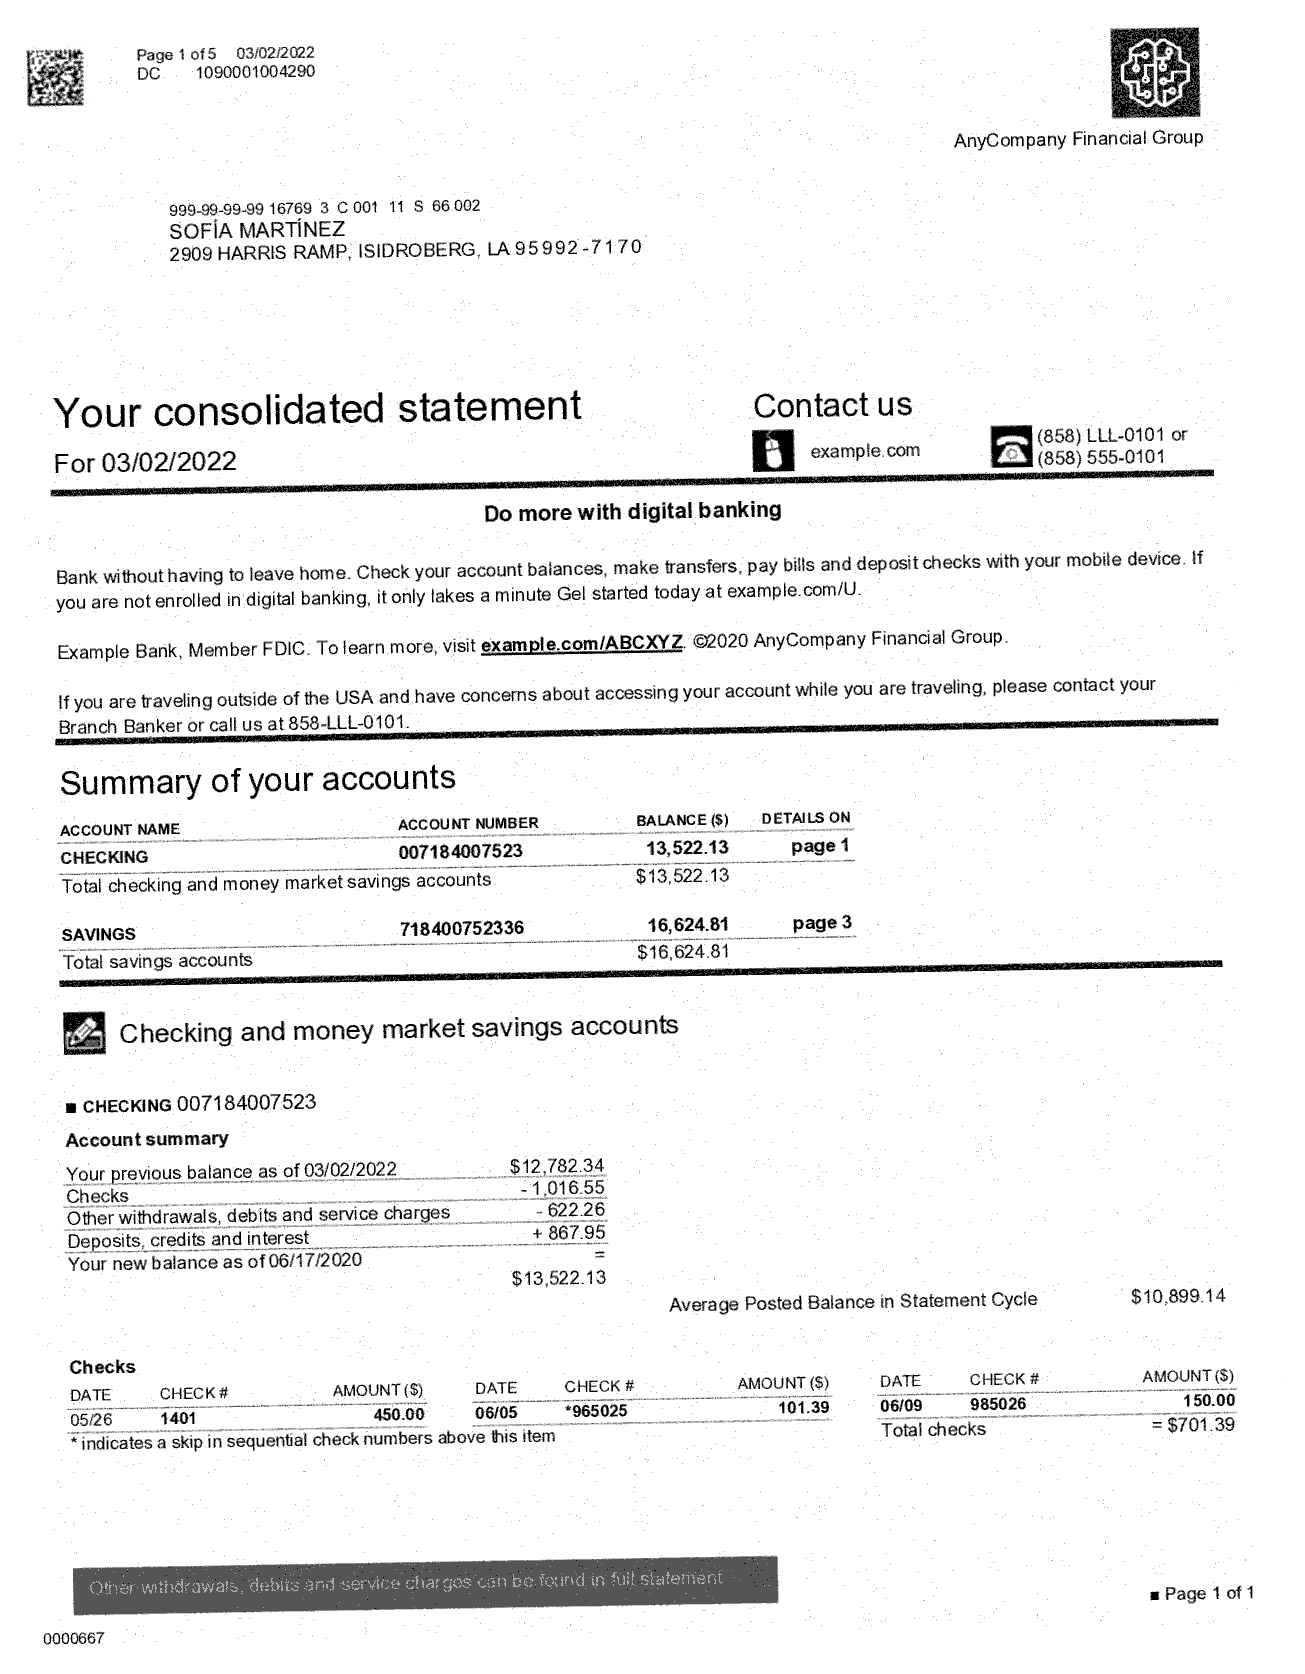 Page 1 of 5 03/02/2022
DC 1090001004290
AnyCompany Financial Group
999-99-99-99 16769 3 C 001 11 S 66 002
SOFÍA MARTÍNEZ
2909 HARRIS RAMP, ISIDROBERG, LA 95992-7170
Your consolidated statement
For 03/02/2022
Contact us
example.com
(858) LLL-0101 or
(858) 555-0101
Do more with digital banking
Bank without having to leave home. Check your account balances, make transfers, pay bills and deposit checks with your mobile device. If
you are not enrolled in digital banking, it only lakes a minute Gel started today at example.com/U.
Example Bank, Member FDIC. To learn more, visit example.com/ABCXYZ. ©2020 AnyCompany Financial Group.
If you are traveling outside of the USA and have concerns about accessing your account while you are traveling, please contact your
Branch Banker or call us at 858-LLL-0101.
Summary of your accounts
ACCOUNT NAME ACCOUNT NUMBER BALANCE ($) DETAILS ON
CHECKING 007184007523 13,522.13 page 1
Total checking and money market savings accounts $13,522.13
SAVINGS 718400752336 16,624.81 page 3
Total savings accounts $16,624.81
Checking and money market savings accounts
■ CHECKING 007184007523
Account summary
Your previous balance as of 03/02/2022 $12,782.34
Checks - 1,016.55
Other withdrawals, debits and service charges - 622.26
Deposits, credits and interest + 867.95
Your new balance as of 06/17/2020 =
$13,522.13
Average Posted Balance in Statement Cycle $10,899.14
Checks
DATE CHECK # AMOUNT ($) DATE CHECK # AMOUNT ($) DATE CHECK # AMOUNT ($)
05/26 1401 450.00 06/05 *965025 101.39 06/09 985026 150.00
* indicates a skip in sequential check numbers above this item Total checks = $701.39
Other withdrawals, debits and service charges can be found in full statement
■ Page 1 of 1
0000667